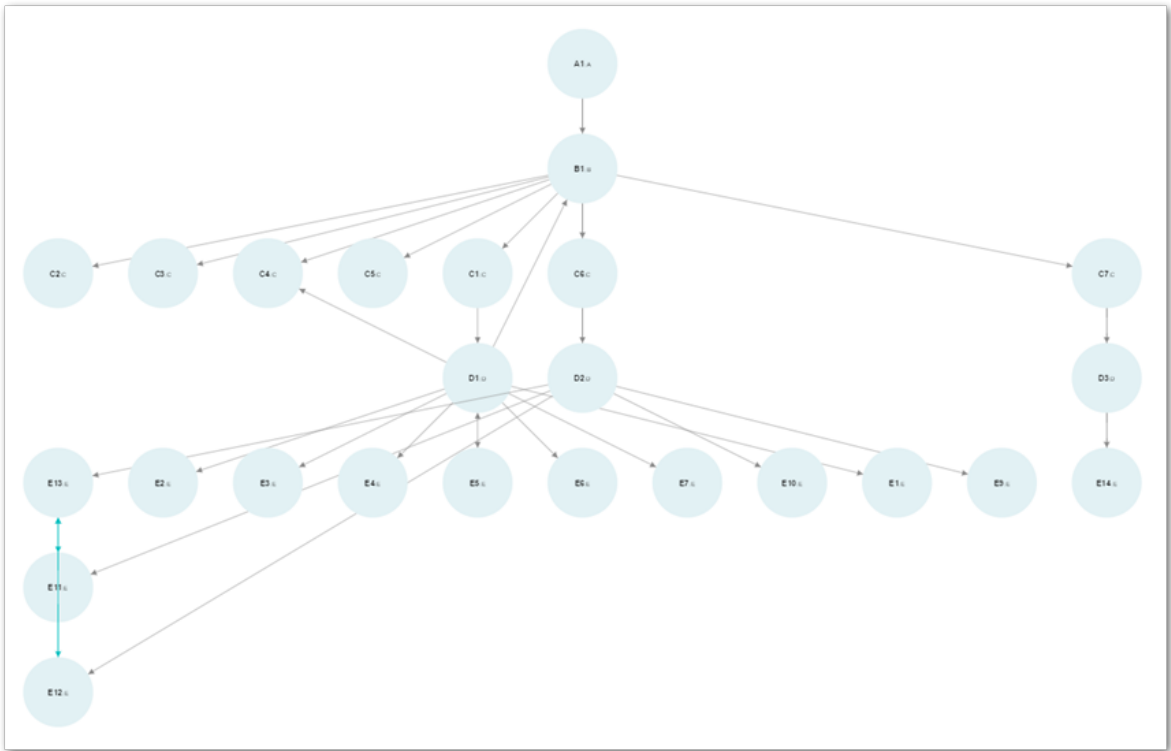 A1:A
B1:B
C2:C C3:C C4:C C5:C C1:C C6:C C7:C
D1:D D2:D D3:D
E13:E E2:E E3:E E4:E E5:E E6:E E7:E E10:E E1:E E9:E E14:E
E11:E
E12:E